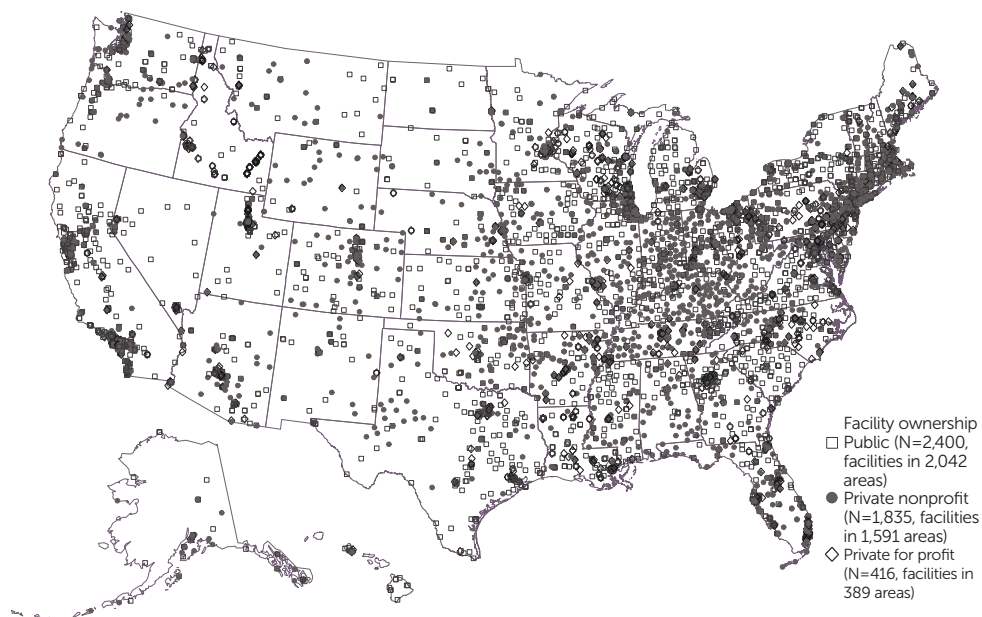 Facility ownership
Public (N=2,400,
facilities in 2,042
areas)
Private nonprofit
(N=1,835, facilities
in 1,591 areas)
Private for profit
(N=416, facilities in
389 areas)